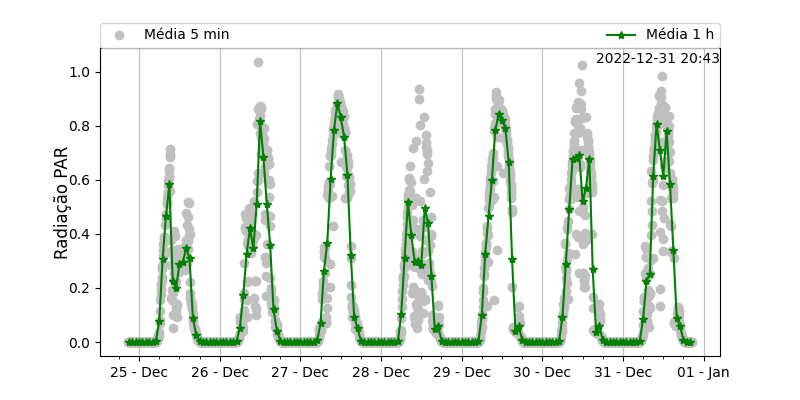 Média 5 min
Média 1 h
2022-12-31 20:43
Radiação PAR
1.0
0.8
0.6
0.4
0.2
0.0
25 - Dec
26 - Dec
27 - Dec
28 - Dec
29 - Dec
30 - Dec
31 - Dec
01 - Jan